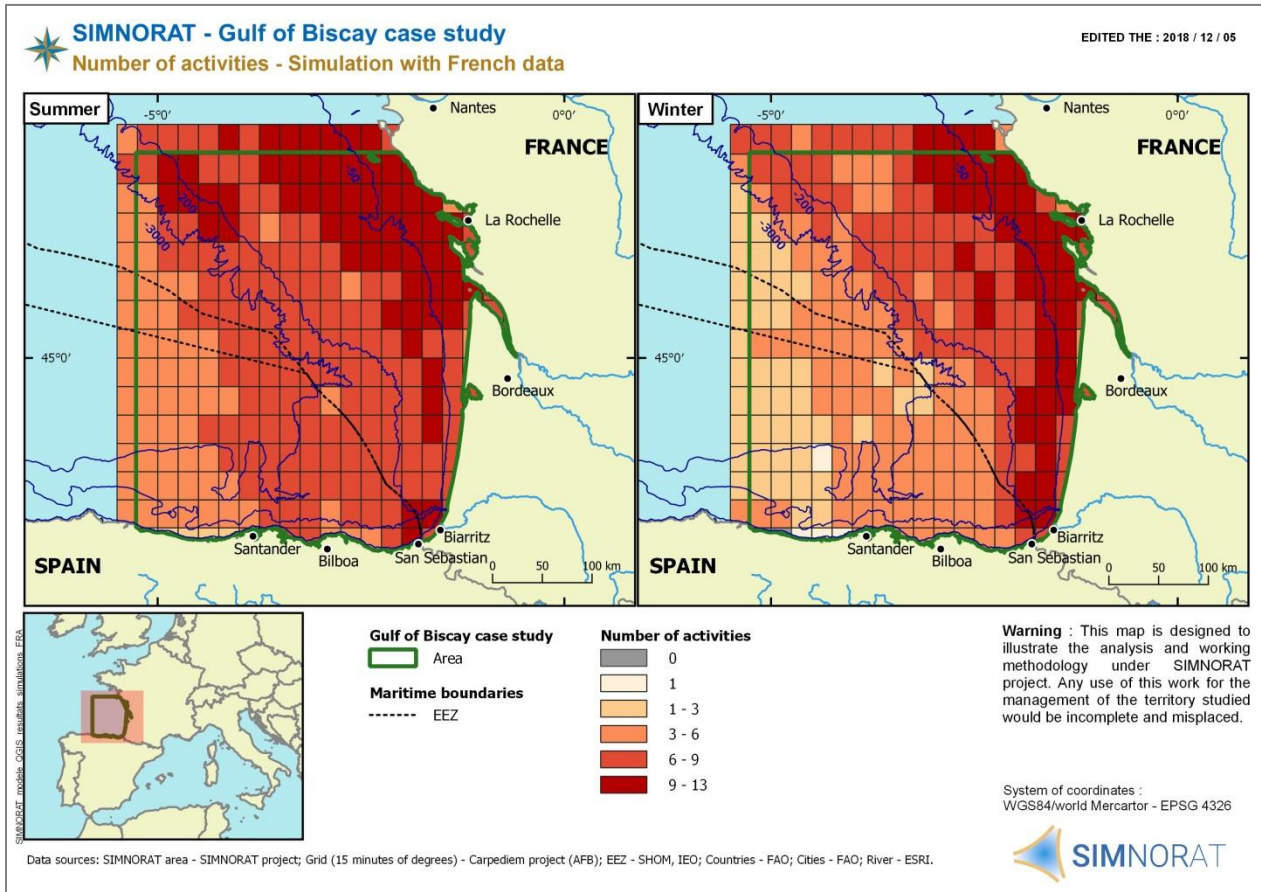 SIMNORAT - Gulf of Biscay case study
Number of activities - Simulation with French data
EDITED THE : 2018 / 12 / 05
Summer
-5°0'
Nantes
0°0'
FRANCE
-50
-200
-3000
La Rochelle
45°0'
Bordeaux
Biarritz
Santander
San Sébastian
Bilboa
SPAIN
0 50 100 km
Winter
-5°0'
Nantes
0°0'
FRANCE
-50
-200
-3000
La Rochelle
45°0'
Bordeaux
Biarritz
Santander
San Sébastian
Bilboa
SPAIN
0 50 100 km
SIMNORAT_modele_QGIS_resultats_simulations_FRA
Gulf of Biscay case study
Area
Maritime boundaries
EEZ
Number of activities
0
1
1 - 3
3 - 6
6 - 9
9 - 13
Warning : This map is designed to
illustrate the analysis and working
methodology under SIMNORAT
project. Any use of this work for the
management of the territory studied
would be incomplete and misplaced.
System of coordinates :
WGS84/world Mercartor - EPSG 4326
SIMNORAT
Data sources: SIMNORAT area - SIMNORAT project; Grid (15 minutes of degrees) - Carpediem project (AFB); EEZ - SHOM, IEO; Countries - FAO; Cities - FAO; River - ESRI.